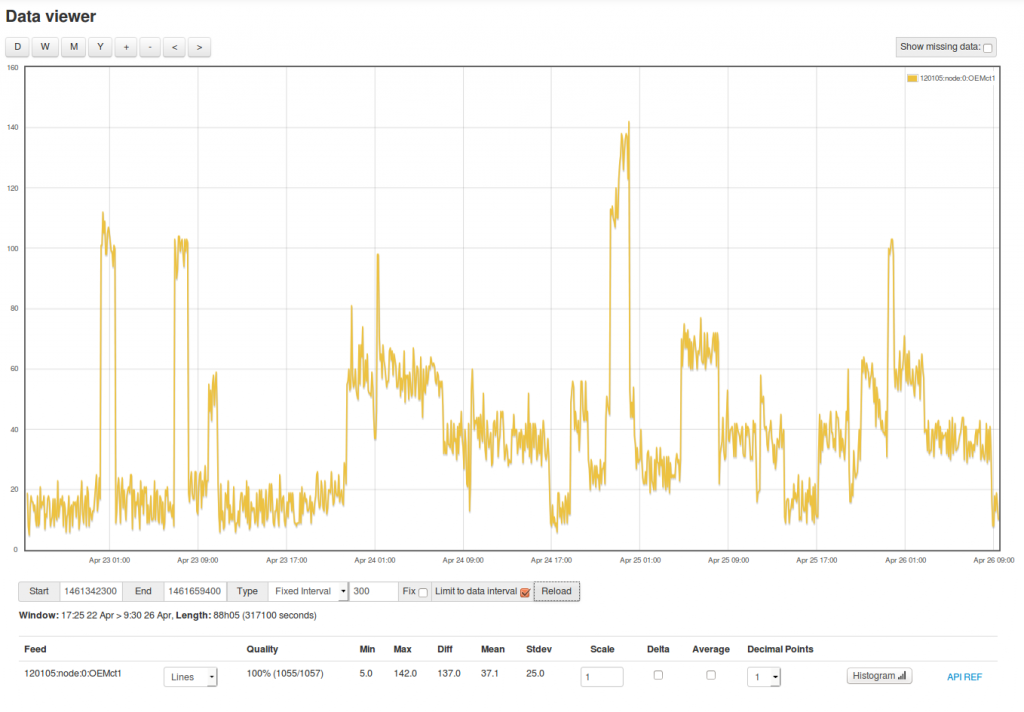 Data viewer
D W M Y + - < > Show missing data:
160
120105:node:0:OEMct1
140
120
100
80
60
40
20
0
Apr 23 01:00 Apr 23 09:00 Apr 23 17:00 Apr 24 01:00 Apr 24 09:00 Apr 24 17:00 Apr 25 01:00 Apr 25 09:00 Apr 25 17:00 Apr 26 01:00 Apr 26 09:00
Start 1461342300 End 1461659400 Type Fixed Interval 300 Fix Limit to data interval Reload
Window: 17:25 22 Apr > 9:30 26 Apr, Length: 88h05 (317100 seconds)
Feed Quality Min Max Diff Mean Stdev Scale Delta Average Decimal Points
120105:node:0:OEMct1 Lines 100% (1055/1057) 5.0 142.0 137.0 37.1 25.0 1 1 Histogram API REF